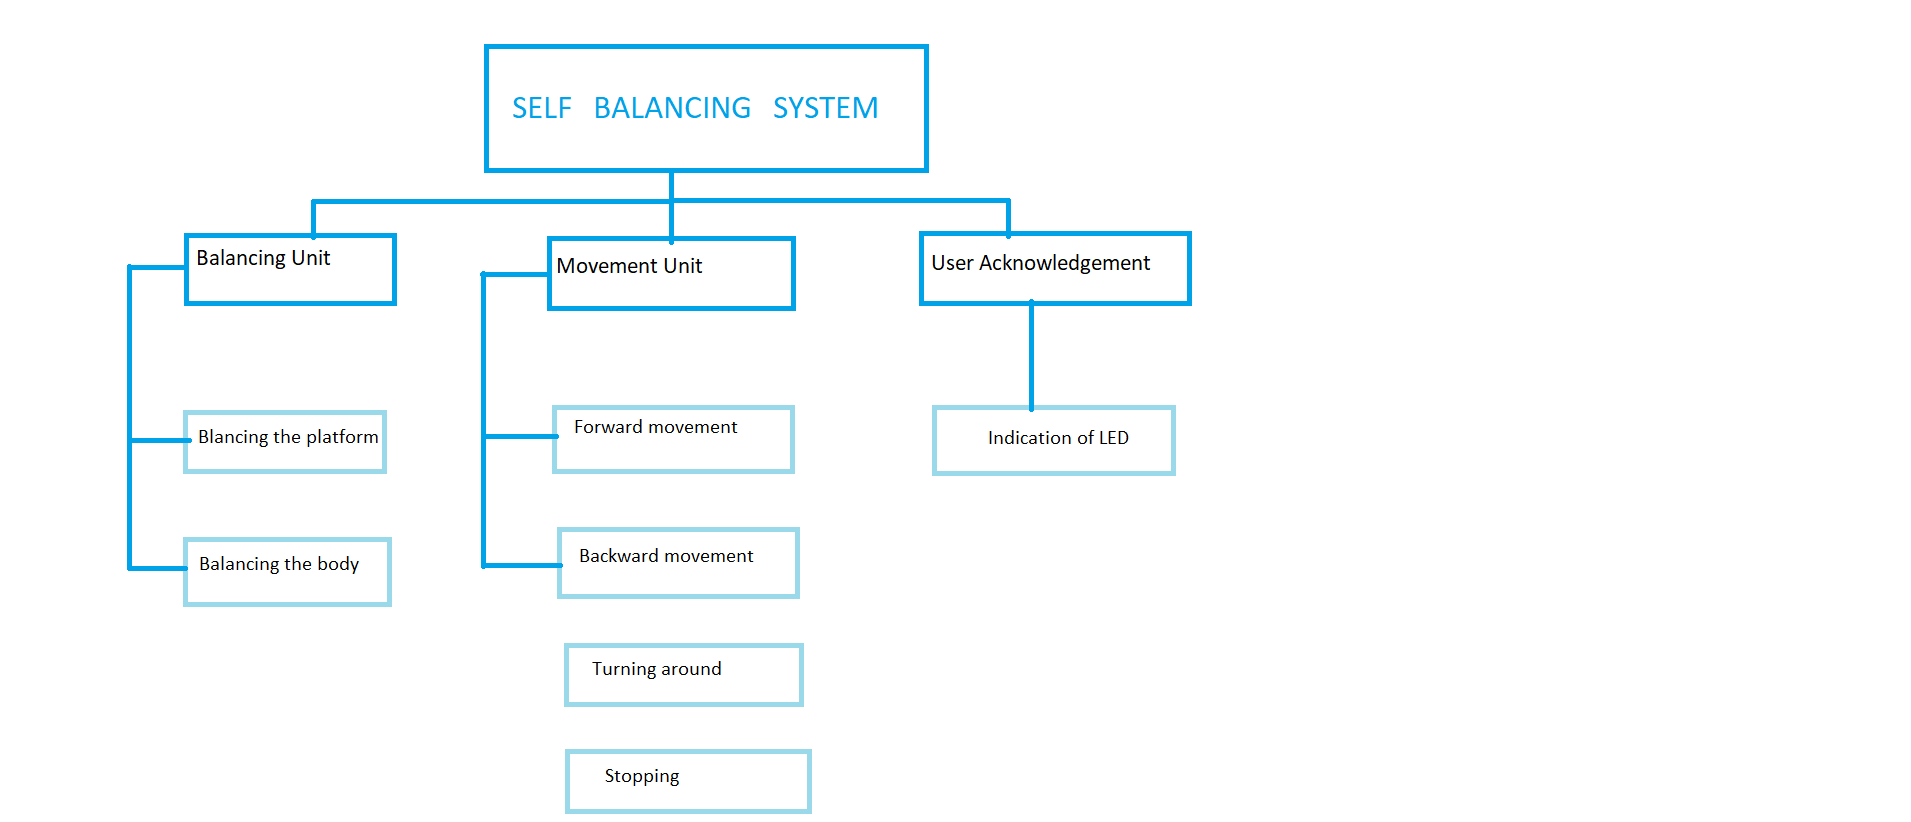 SELF BALANCING SYSTEM
Balancing Unit
Movement Unit
User Acknowledgement
Blancing the platform
Forward movement
Indication of LED
Balancing the body
Backward movement
Turning around
Stopping